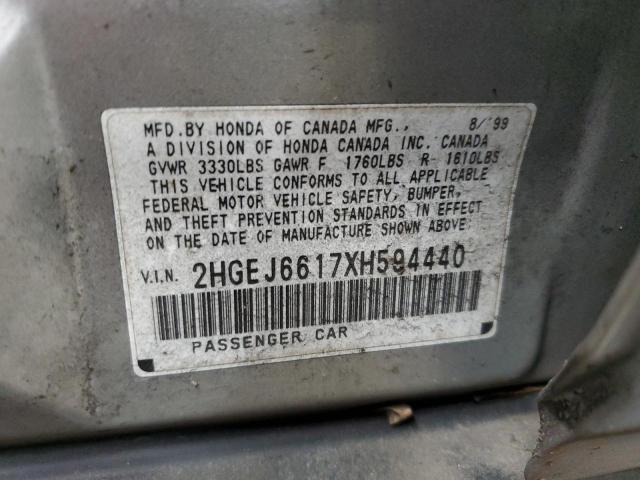 MFD.BY HONDA OF CANADA MFG., 8/'99
A DIVISION OF HONDA CANADA INC. CANADA
GVWR 3330LBS GAWR F 1760LBS R- 1610LBS
THIS VEHICLE CONFORMS TO ALL APPLICABLE
FEDERAL MOTOR VEHICLE SAFETY, BUMPER,
AND THEFT PREVENTION STANDARDS IN EFFECT
ON THE DATE OF MANUFACTURE SHOWN ABOVE.
V.I.N. 2HGEJ6617XH594440
PASSENGER CAR